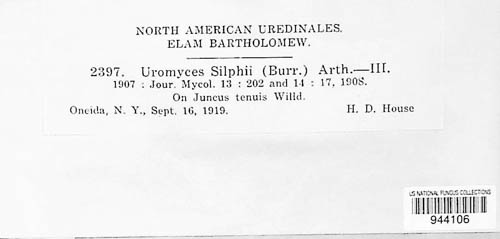 NORTH AMERICAN UREDINALES.
ELAM BARTHOLOMEW.
2397. Uromyces Silphii (Burr.) Arth.—III.
1907 : Jour. Mycol. 13 : 202 and 14 : 17, 1908.
On Juncus tenuis Willd.
Oneida, N. Y., Sept. 16, 1919. H. D. House
US NATIONAL FUNGUS COLLECTIONS
944106